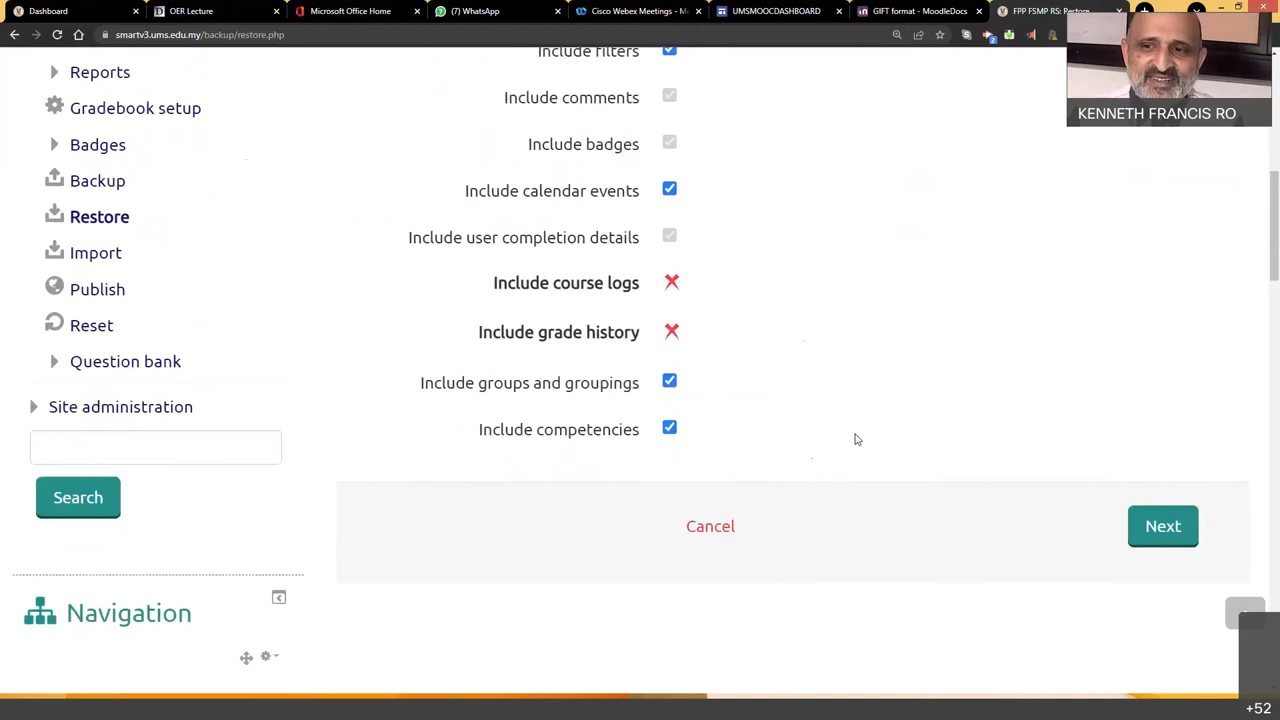 Dashboard
OER Lecture
Microsoft Office Home
(7) WhatsApp
Cisco Webex Meetings - M
UMSMOOCDASHBOARD
GIFT format - MoodleDocs
FPP FSMP RS: Restore
smartv3.ums.edu.my/backup/restore.php
Reports
Gradebook setup
Badges
Backup
Restore
Import
Publish
Reset
Question bank
Site administration
Search
Navigation
Include filters
Include comments
Include badges
Include calendar events
Include user completion details
Include course logs
Include grade history
Include groups and groupings
Include competencies
Cancel
Next
KENNETH FRANCIS RO
+52